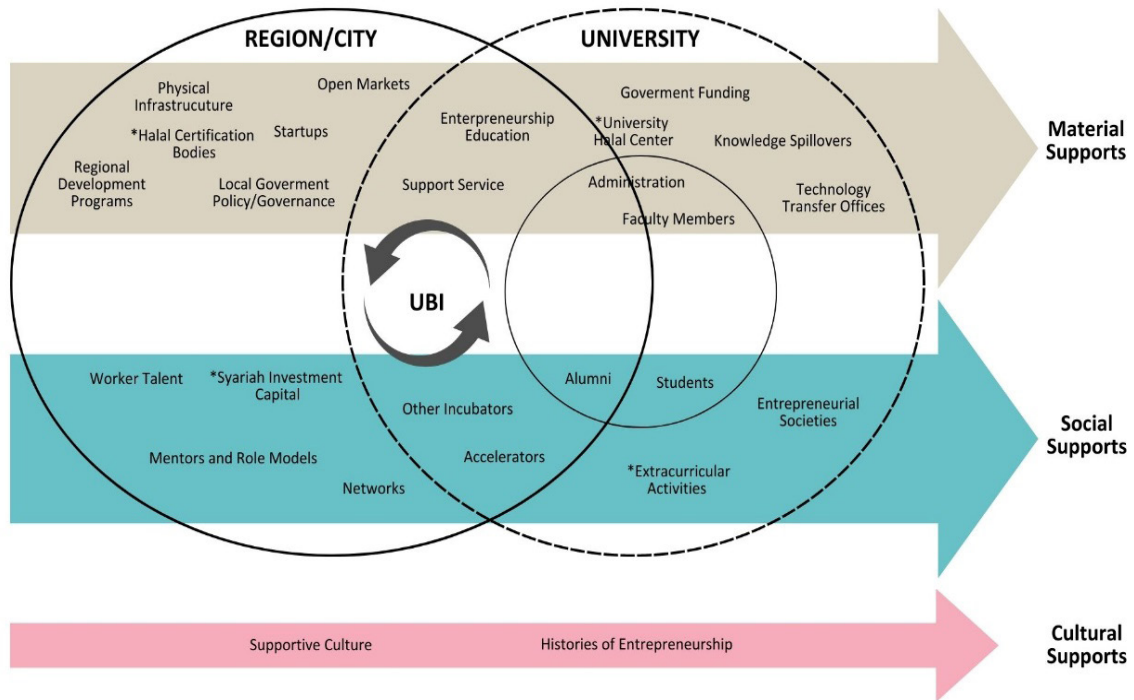 REGION/CITY
UNIVERSITY
Physical
Infrastrucuture
Open Markets
*Halal Certification
Bodies
Startups
Regional
Development
Programs
Local Goverment
Policy/Governance
Enterpreneurship
Education
Support Service
Goverment Funding
*University
Halal Center
Knowledge Spillovers
Administration
Faculty Members
Technology
Transfer Offices
Material
Supports
UBI
Worker Talent
*Syariah Investment
Capital
Other Incubators
Alumni
Students
Entrepreneurial
Societies
Mentors and Role Models
Accelerators
Networks
*Extracurricular
Activities
Social
Supports
Supportive Culture
Histories of Entrepreneurship
Cultural
Supports